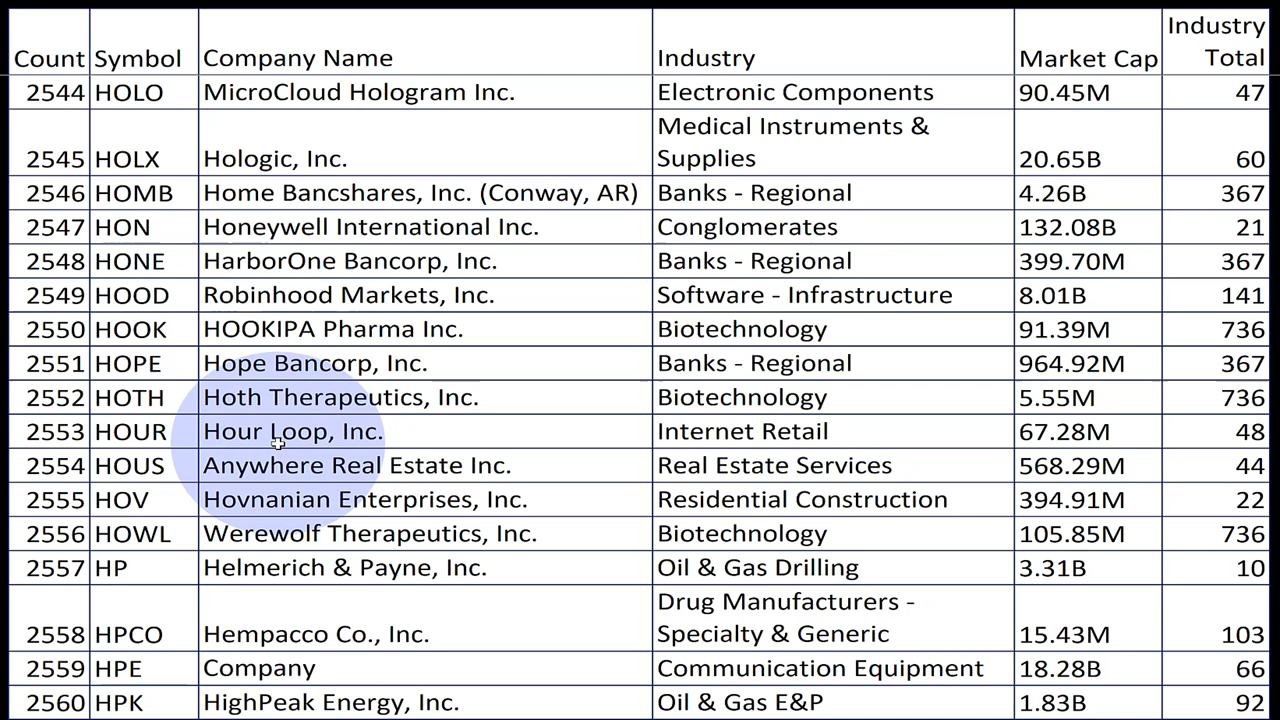 Count Symbol Company Name Industry Market Cap Industry Total
2544 HOLO MicroCloud Hologram Inc. Electronic Components 90.45M 47
2545 HOLX Hologic, Inc. Medical Instruments & Supplies 20.65B 60
2546 HOMB Home Bancshares, Inc. (Conway, AR) Banks - Regional 4.26B 367
2547 HON Honeywell International Inc. Conglomerates 132.08B 21
2548 HONE HarborOne Bancorp, Inc. Banks - Regional 399.70M 367
2549 HOOD Robinhood Markets, Inc. Software - Infrastructure 8.01B 141
2550 HOOK HOOKIPA Pharma Inc. Biotechnology 91.39M 736
2551 HOPE Hope Bancorp, Inc. Banks - Regional 964.92M 367
2552 HOTH Hoth Therapeutics, Inc. Biotechnology 5.55M 736
2553 HOUR Hour Loop, Inc. Internet Retail 67.28M 48
2554 HOUS Anywhere Real Estate Inc. Real Estate Services 568.29M 44
2555 HOV Hovnanian Enterprises, Inc. Residential Construction 394.91M 22
2556 HOWL Werewolf Therapeutics, Inc. Biotechnology 105.85M 736
2557 HP Helmerich & Payne, Inc. Oil & Gas Drilling 3.31B 10
2558 HPCO Hempacco Co., Inc. Drug Manufacturers - Specialty & Generic 15.43M 103
2559 HPE Company Communication Equipment 18.28B 66
2560 HPK HighPeak Energy, Inc. Oil & Gas E&P 1.83B 92